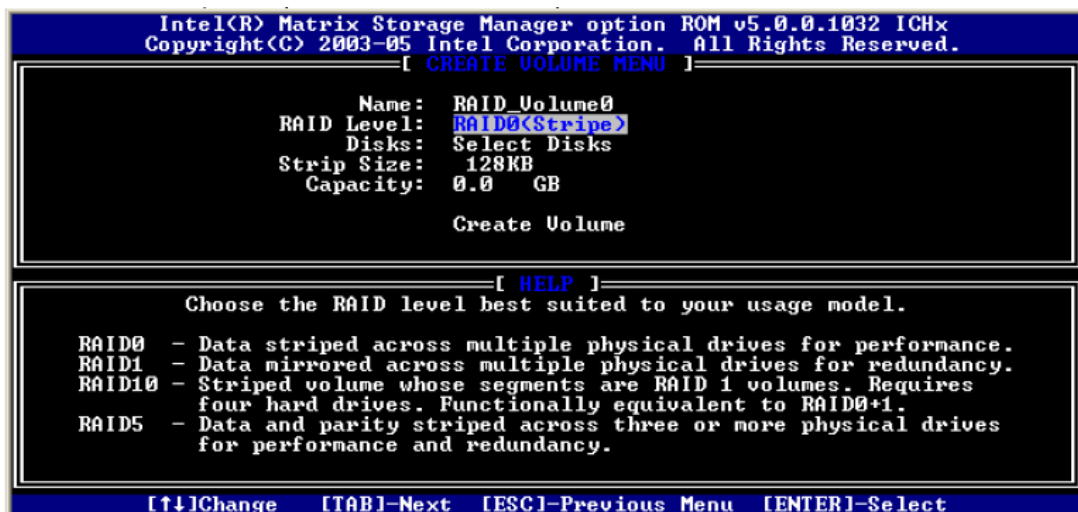 Intel(R) Matrix Storage Manager option ROM v5.0.0.1032 ICHx
Copyright(C) 2003-05 Intel Corporation.  All Rights Reserved.
[ CREATE VOLUME MENU ]
Name: RAID_Volume0
RAID Level: RAID0(Stripe)
Disks: Select Disks
Strip Size: 128KB
Capacity: 0.0 GB
Create Volume
[ HELP ]
Choose the RAID level best suited to your usage model.
RAID0 - Data striped across multiple physical drives for performance.
RAID1 - Data mirrored across multiple physical drives for redundancy.
RAID10 - Striped volume whose segments are RAID 1 volumes. Requires
four hard drives. Functionally equivalent to RAID0+1.
RAID5 - Data and parity striped across three or more physical drives
for performance and redundancy.
[↑↓]Change [TAB]-Next [ESC]-Previous Menu [ENTER]-Select